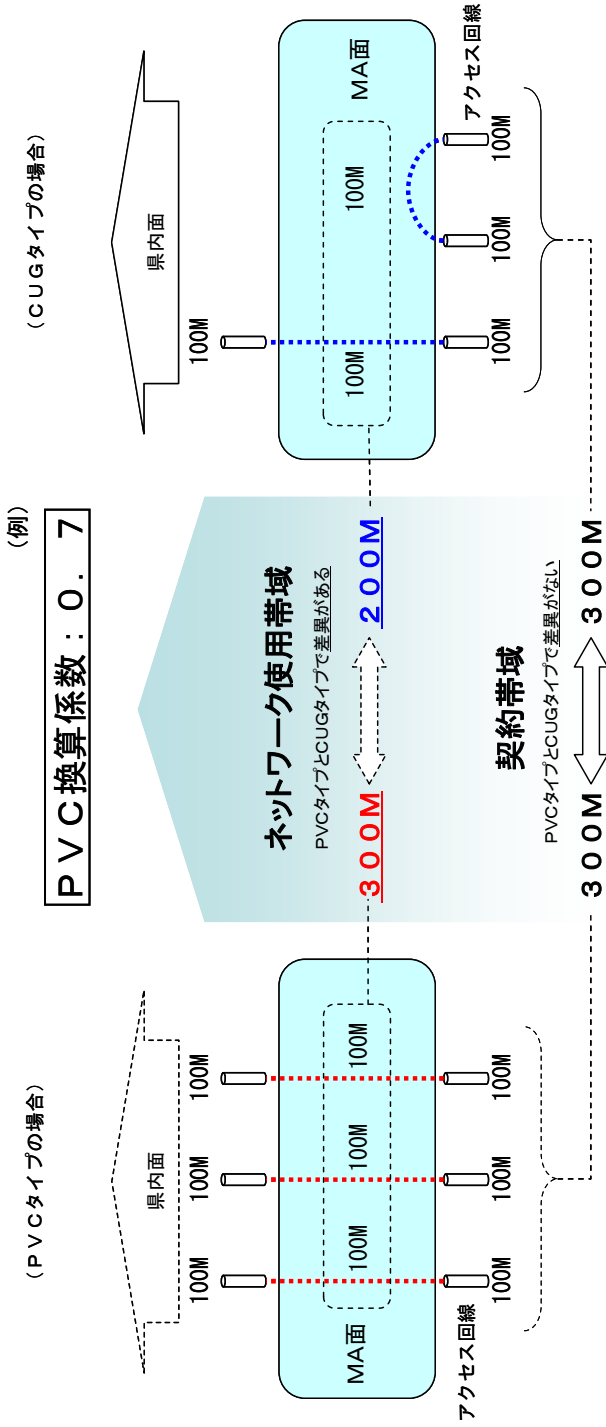 (例)
PVC換算係数：0．7
(PVCタイプの場合)
県内面
100M
100M
100M
100M
100M
100M
MA面
100M
100M
100M
アクセス回線
ネットワーク使用帯域
PVCタイプとCUGタイプで差異がある
300M
200M
契約帯域
PVCタイプとCUGタイプで差異がない
300M
300M
(CUGタイプの場合)
県内面
100M
100M
100M
MA面
100M
100M
100M
アクセス回線